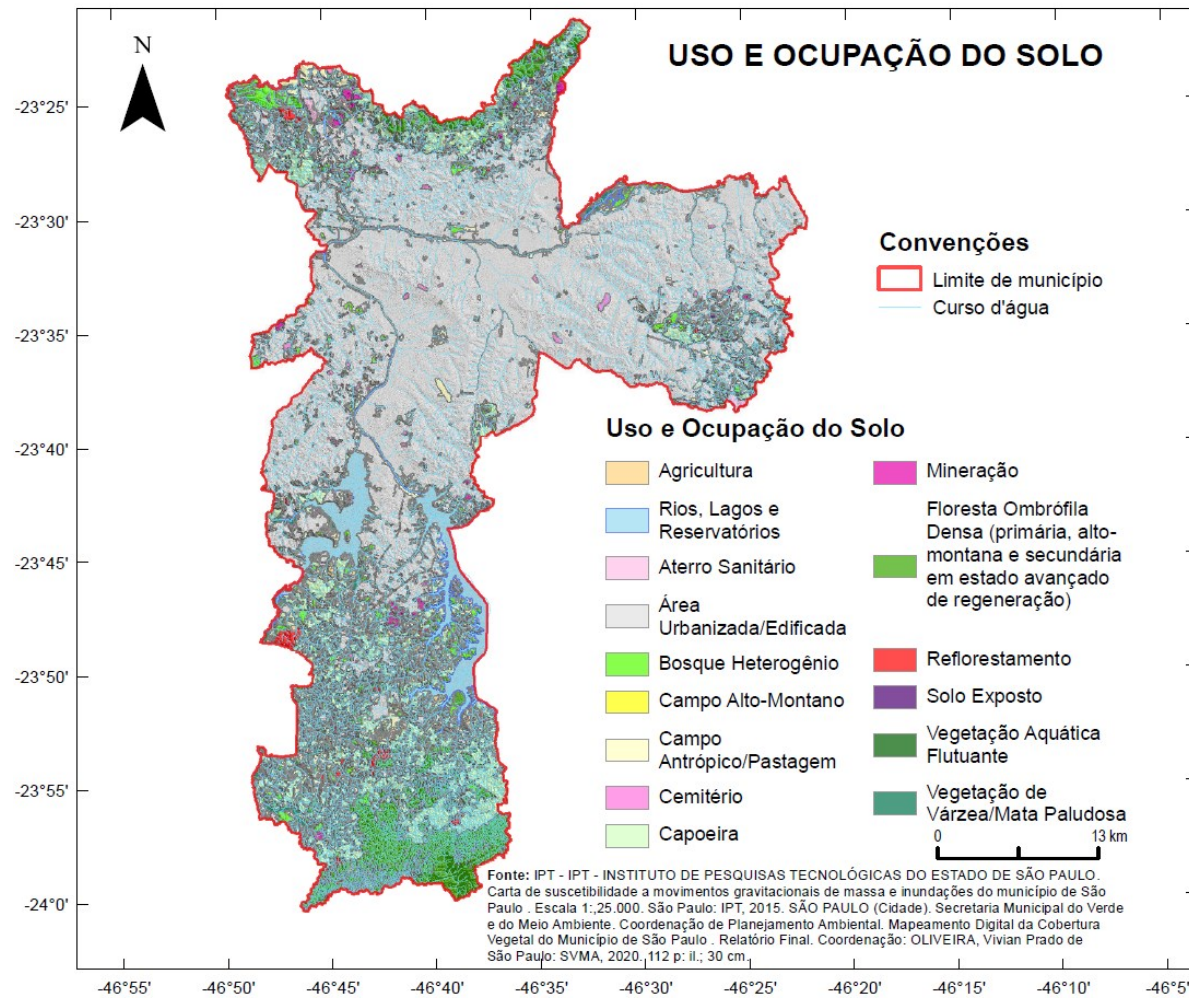 USO E OCUPAÇÃO DO SOLO
N
-23°25'
-23°30'
-23°35'
-23°40'
-23°45'
-23°50'
-23°55'
-24°0'
Convenções
Limite de município
Curso d'água
Uso e Ocupação do Solo
Agricultura
Rios, Lagos e
Reservatórios
Aterro Sanitário
Área
Urbanizada/Edificada
Bosque Heterogênio
Campo Alto-Montano
Campo
Antrópico/Pastagem
Cemitério
Capoeira
Mineração
Floresta Ombrófila
Densa (primária, alto-
montana e secundária
em estado avançado
de regeneração)
Reflorestamento
Solo Exposto
Vegetação Aquática
Flutuante
Vegetação de
Várzea/Mata Paludosa
0 13 km
Fonte: IPT - IPT - INSTITUTO DE PESQUISAS TECNOLÓGICAS DO ESTADO DE SÃO PAULO.
Carta de suscetibilidade a movimentos gravitacionais de massa e inundações do município de São
Paulo . Escala 1:,25.000. São Paulo: IPT, 2015. SÃO PAULO (Cidade). Secretaria Municipal do Verde
e do Meio Ambiente. Coordenação de Planejamento Ambiental. Mapeamento Digital da Cobertura
Vegetal do Município de São Paulo . Relatório Final. Coordenação: OLIVEIRA, Vivian Prado de
São Paulo: SVMA, 2020. 112 p: il.; 30 cm.
-46°55' -46°50' -46°45' -46°40' -46°35' -46°30' -46°25' -46°20' -46°15' -46°10' -46°5'